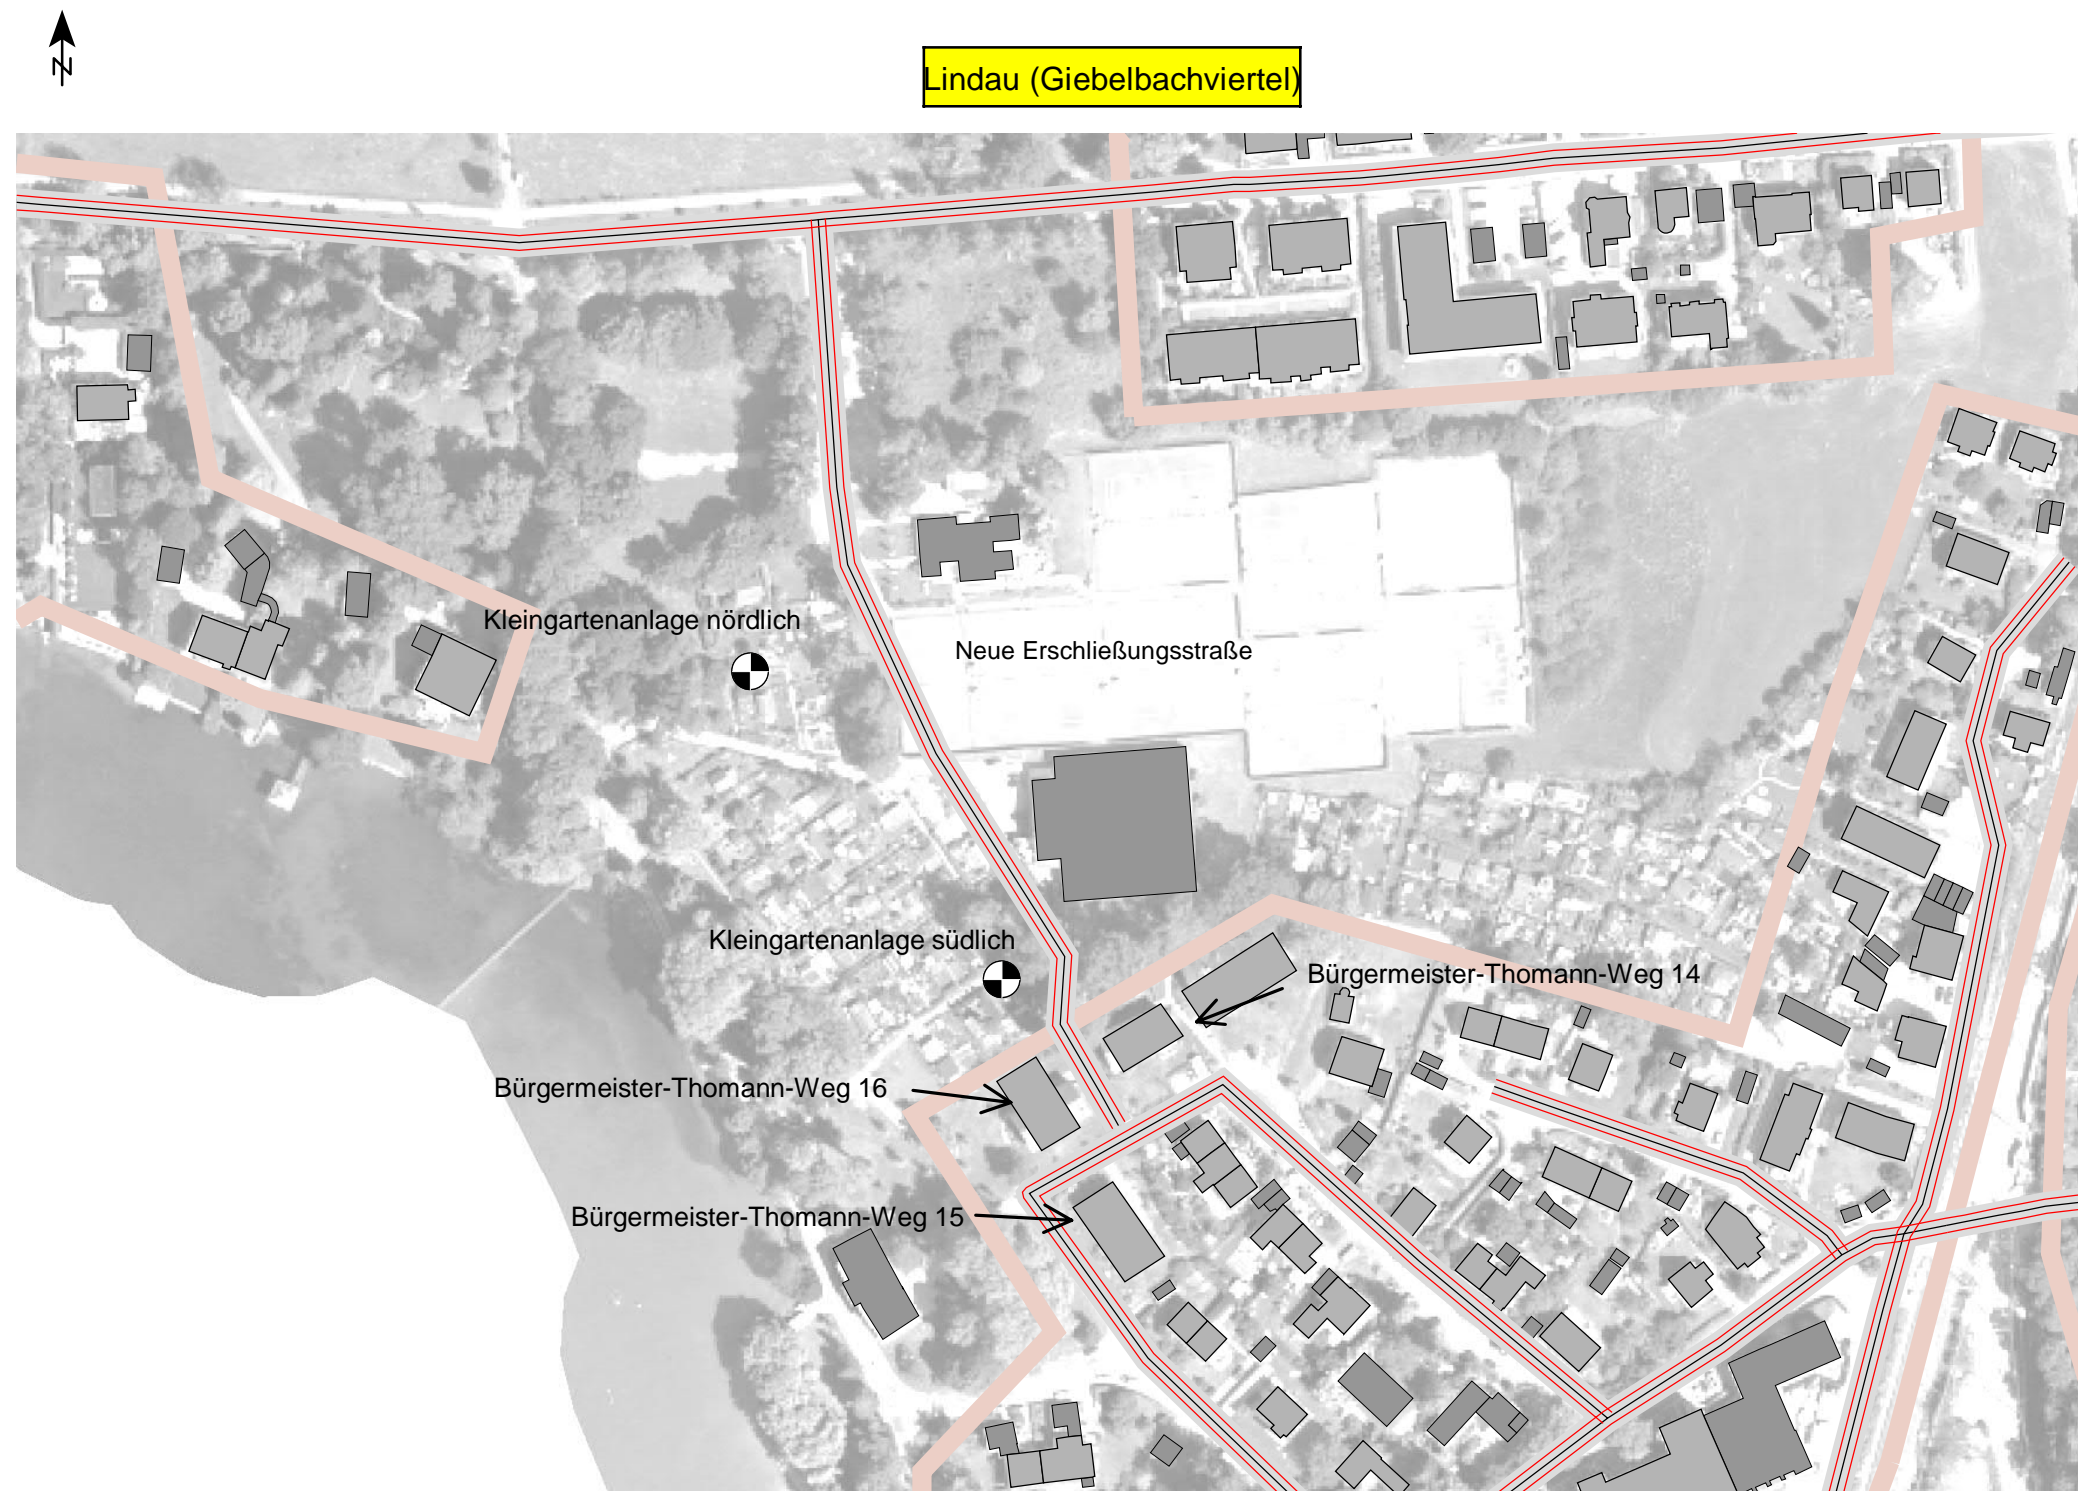 N
Lindau (Giebelbachviertel)
Kleingartenanlage nördlich
Neue Erschließungsstraße
Kleingartenanlage südlich
Bürgermeister-Thomann-Weg 14
Bürgermeister-Thomann-Weg 16
Bürgermeister-Thomann-Weg 15